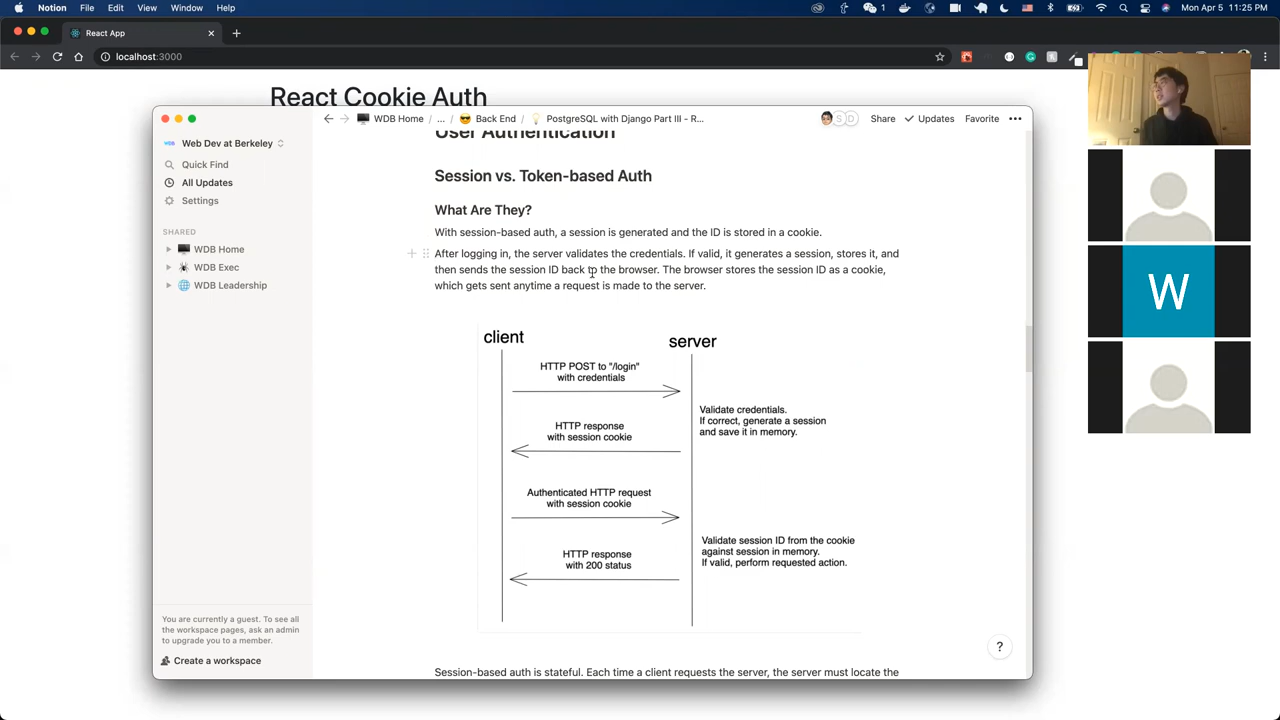 Notion File Edit View Window Help
1
Mon Apr 5 11:25 PM
React App
localhost:3000
React Cookie Auth
WDB Home / ... / Back End / PostgreSQL with Django Part III - R...
S D
Share Updates Favorite
Web Dev at Berkeley
Quick Find
All Updates
Settings
SHARED
WDB Home
WDB Exec
WDB Leadership
You are currently a guest. To see all
the workspace pages, ask an admin
to upgrade you to a member.
Create a workspace
User Authentication
Session vs. Token-based Auth
What Are They?
With session-based auth, a session is generated and the ID is stored in a cookie.
After logging in, the server validates the credentials. If valid, it generates a session, stores it, and
then sends the session ID back to the browser. The browser stores the session ID as a cookie,
which gets sent anytime a request is made to the server.
client
server
HTTP POST to "/login"
with credentials
Validate credentials.
If correct, generate a session
and save it in memory.
HTTP response
with session cookie
Authenticated HTTP request
with session cookie
Validate session ID from the cookie
against session in memory.
If valid, perform requested action.
HTTP response
with 200 status
Session-based auth is stateful. Each time a client requests the server, the server must locate the
?
W